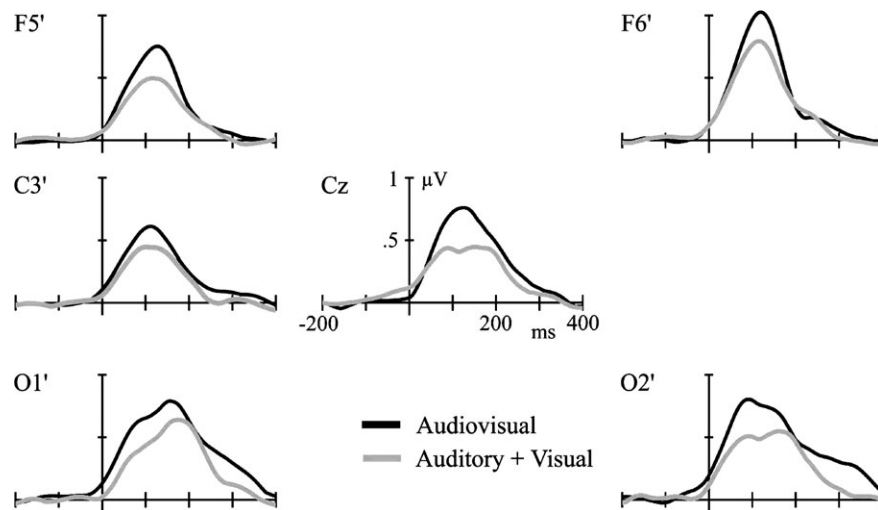 F5'
F6'
C3'
Cz
1
µV
.5
-200
200
400
ms
O1'
O2'
Audiovisual
Auditory + Visual